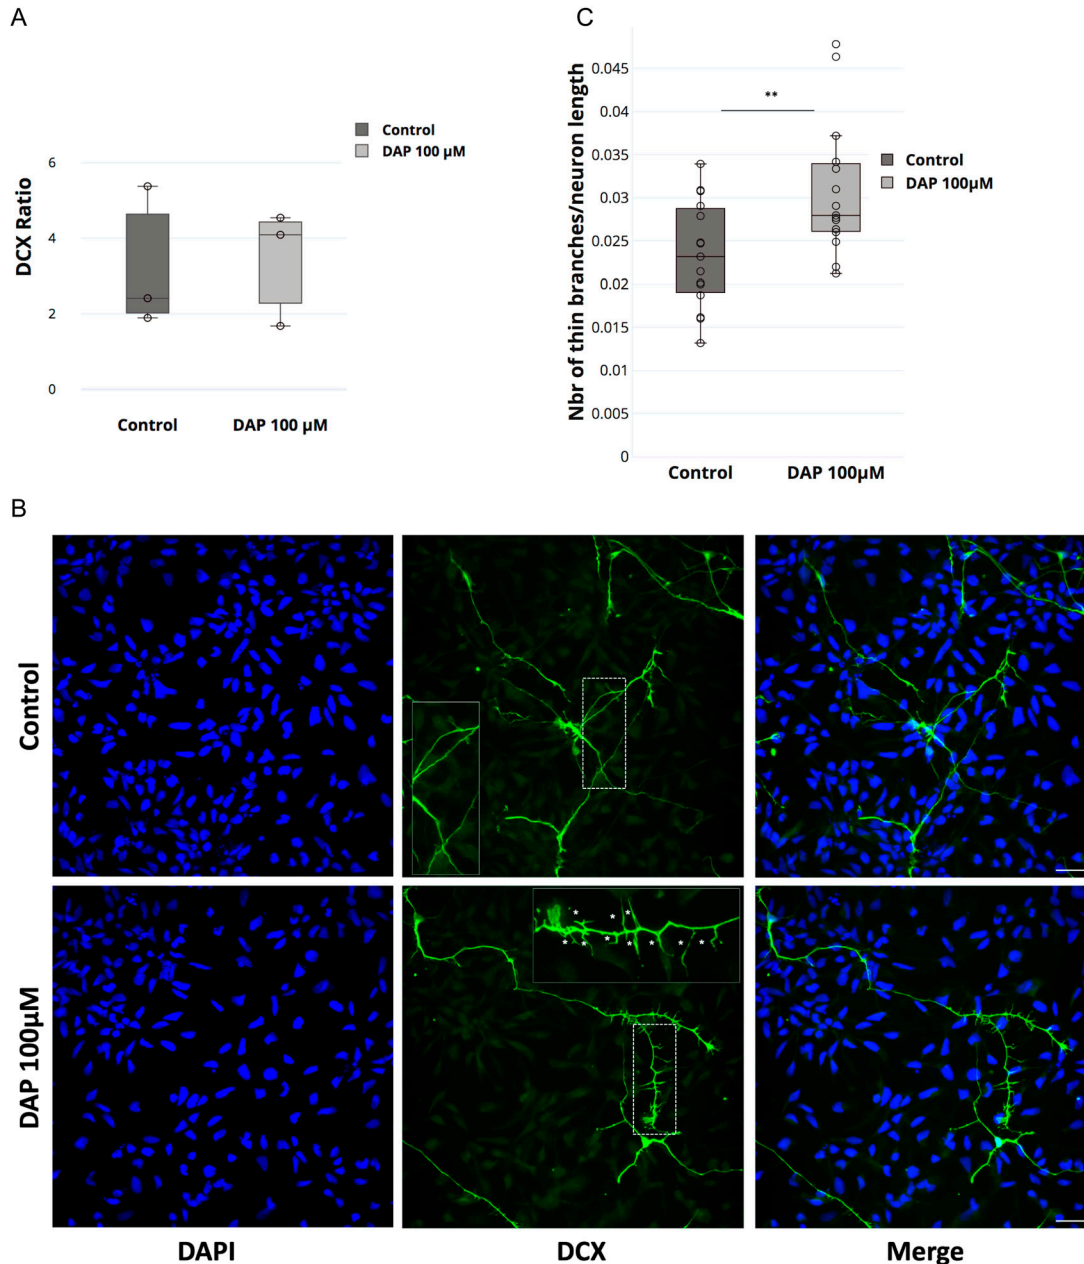 A
Control
DAP 100 µM
6
4
2
0
DCX Ratio
Control
DAP 100 µM
C
**
0.045
0.04
0.035
0.03
0.025
0.02
0.015
0.01
0.005
0
Nbr of thin branches/neuron length
Control
DAP 100µM
Control
DAP 100µM
B
Control
* * *
* * * * * * *
DAP 100µM
DAPI
DCX
Merge